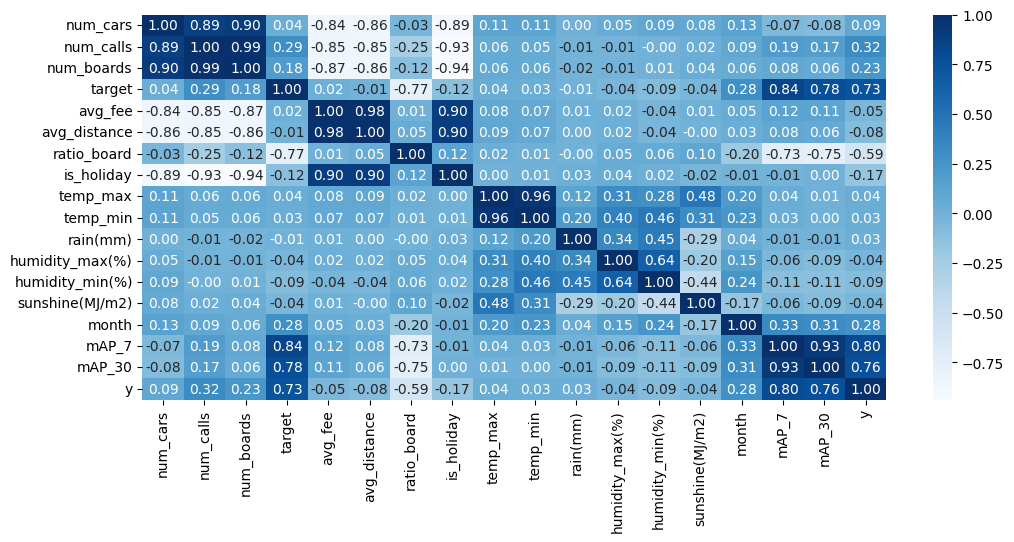 num_cars 1.00 0.89 0.90 0.04 -0.84 -0.86 -0.03 -0.89 0.11 0.11 0.00 0.05 0.09 0.08 0.13 -0.07 -0.08 0.09
num_calls 0.89 1.00 0.99 0.29 -0.85 -0.85 -0.25 -0.93 0.06 0.05 -0.01 -0.01 -0.00 0.02 0.09 0.19 0.17 0.32
num_boards 0.90 0.99 1.00 0.18 -0.87 -0.86 -0.12 -0.94 0.06 0.06 -0.02 -0.01 0.01 0.04 0.06 0.08 0.06 0.23
target 0.04 0.29 0.18 1.00 0.02 -0.01 -0.77 -0.12 0.04 0.03 -0.01 -0.04 -0.09 -0.04 0.28 0.84 0.78 0.73
avg_fee -0.84 -0.85 -0.87 0.02 1.00 0.98 0.01 0.90 0.08 0.07 0.01 0.02 -0.04 0.01 0.05 0.12 0.11 -0.05
avg_distance -0.86 -0.85 -0.86 -0.01 0.98 1.00 0.05 0.90 0.09 0.07 0.00 0.02 -0.04 -0.00 0.03 0.08 0.06 -0.08
ratio_board -0.03 -0.25 -0.12 -0.77 0.01 0.05 1.00 0.12 0.02 0.01 -0.00 0.05 0.06 0.10 -0.20 -0.73 -0.75 -0.59
is_holiday -0.89 -0.93 -0.94 -0.12 0.90 0.90 0.12 1.00 0.00 0.01 0.03 0.04 0.02 -0.02 -0.01 -0.01 0.00 -0.17
temp_max 0.11 0.06 0.06 0.04 0.08 0.09 0.02 0.00 1.00 0.96 0.12 0.31 0.28 0.48 0.20 0.04 0.01 0.04
temp_min 0.11 0.05 0.06 0.03 0.07 0.07 0.01 0.01 0.96 1.00 0.20 0.40 0.46 0.31 0.23 0.03 0.00 0.03
rain(mm) 0.00 -0.01 -0.02 -0.01 0.01 0.00 -0.00 0.03 0.12 0.20 1.00 0.34 0.45 -0.29 0.04 -0.01 -0.01 0.03
humidity_max(%) 0.05 -0.01 -0.01 -0.04 0.02 0.02 0.05 0.04 0.31 0.40 0.34 1.00 0.64 -0.20 0.15 -0.06 -0.09 -0.04
humidity_min(%) 0.09 -0.00 0.01 -0.09 -0.04 -0.04 0.06 0.02 0.28 0.46 0.45 0.64 1.00 -0.44 0.24 -0.11 -0.11 -0.09
sunshine(MJ/m2) 0.08 0.02 0.04 -0.04 0.01 -0.00 0.10 -0.02 0.48 0.31 -0.29 -0.20 -0.44 1.00 -0.17 -0.06 -0.09 -0.04
month 0.13 0.09 0.06 0.28 0.05 0.03 -0.20 -0.01 0.20 0.23 0.04 0.15 0.24 -0.17 1.00 0.33 0.31 0.28
mAP_7 -0.07 0.19 0.08 0.84 0.12 0.08 -0.73 -0.01 0.04 0.03 -0.01 -0.06 -0.11 -0.06 0.33 1.00 0.93 0.80
mAP_30 -0.08 0.17 0.06 0.78 0.11 0.06 -0.75 0.00 0.01 0.00 -0.01 -0.09 -0.11 -0.09 0.31 0.93 1.00 0.76
y 0.09 0.32 0.23 0.73 -0.05 -0.08 -0.59 -0.17 0.04 0.03 0.03 -0.04 -0.09 -0.04 0.28 0.80 0.76 1.00
num_cars
num_calls
num_boards
target
avg_fee
avg_distance
ratio_board
is_holiday
temp_max
temp_min
rain(mm)
humidity_max(%)
humidity_min(%)
sunshine(MJ/m2)
month
mAP_7
mAP_30
y
1.00
0.75
0.50
0.25
0.00
−0.25
−0.50
−0.75